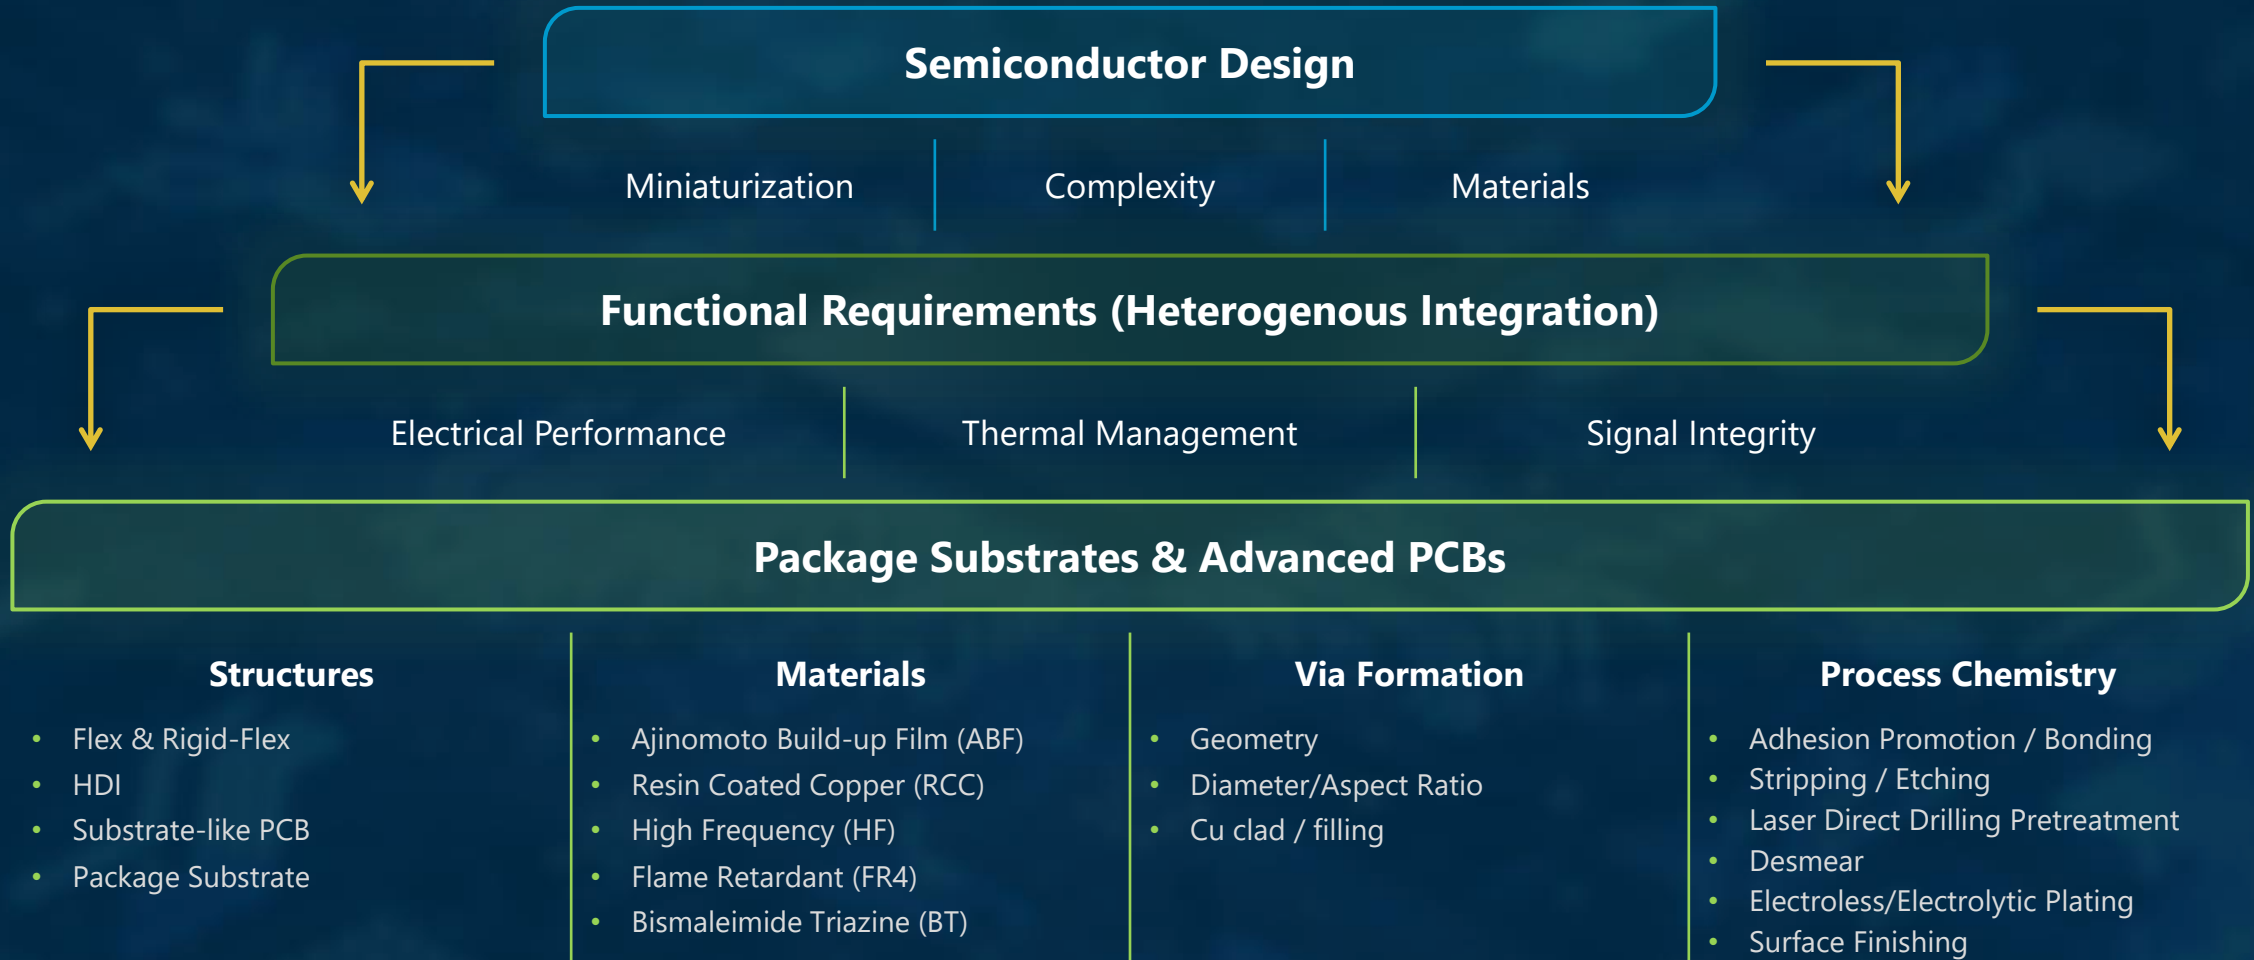 Semiconductor Design
Miniaturization
Complexity
Materials
Functional Requirements (Heterogenous Integration)
Electrical Performance
Thermal Management
Signal Integrity
Package Substrates & Advanced PCBs
Structures
• Flex & Rigid-Flex
• HDI
• Substrate-like PCB
• Package Substrate
Materials
• Ajinomoto Build-up Film (ABF)
• Resin Coated Copper (RCC)
• High Frequency (HF)
• Flame Retardant (FR4)
• Bismaleimide Triazine (BT)
Via Formation
• Geometry
• Diameter/Aspect Ratio
• Cu clad / filling
Process Chemistry
• Adhesion Promotion / Bonding
• Stripping / Etching
• Laser Direct Drilling Pretreatment
• Desmear
• Electroless/Electrolytic Plating
• Surface Finishing